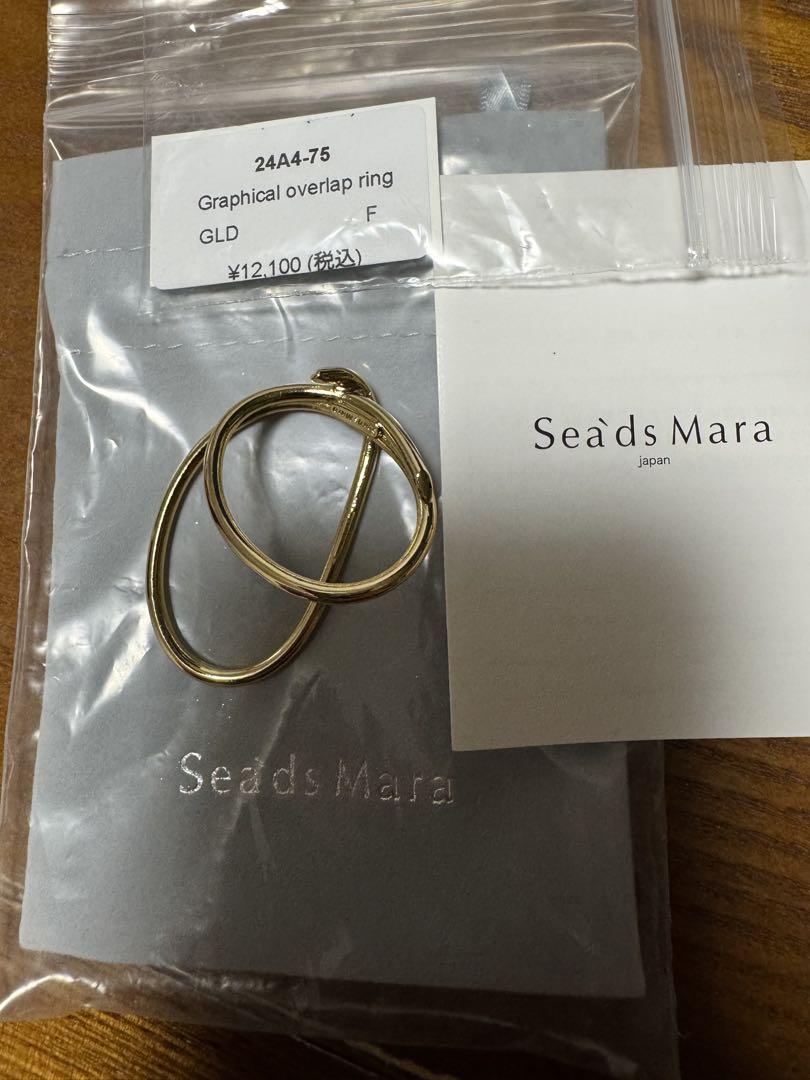 24A4-75
Graphical overlap ring
GLD F
¥12,100 (税込)
Sea`ds Mara
japan
Sea`ds Mara